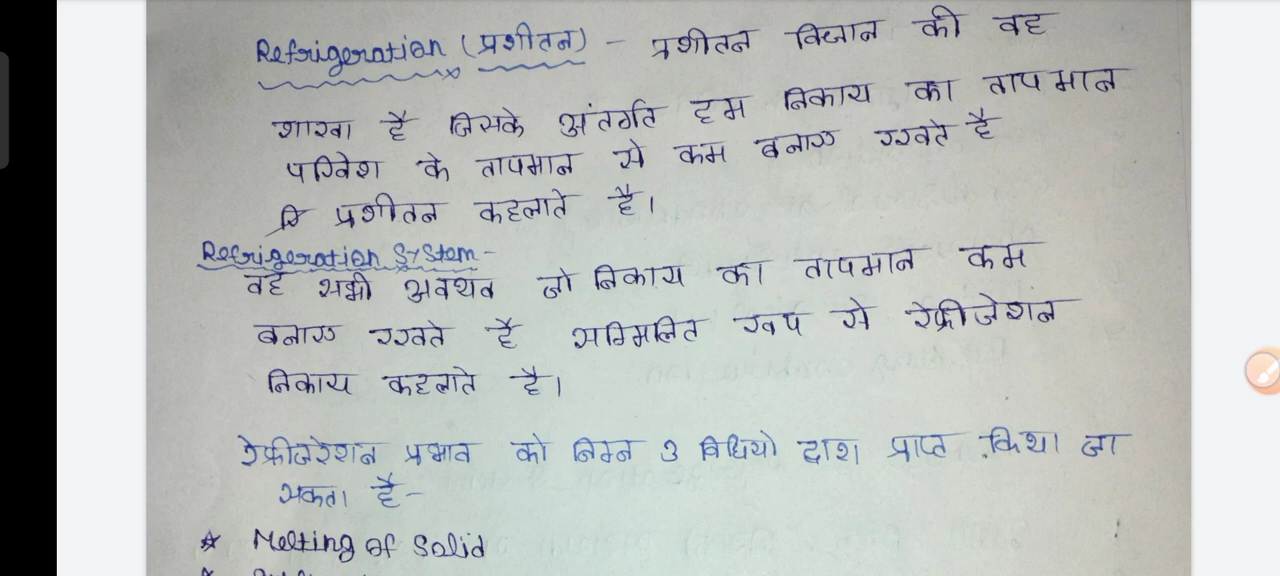 Refrigeration (प्रशीतन) - प्रशीतन विज्ञान की वह
शाखा है जिसके अंतर्गत हम निकाय का तापमान
परिवेश के तापमान से कम बनाए रखते है
प्रशीतन कहलाते है।
Refrigeration System-
वह सभी अवयव जो निकाय का तापमान कम
बनाए रखते है सम्मिलित रूप से रेफ्रीजेशन
निकाय कहलाते है।
रेफ्रीजरेशन प्रभाव को निम्न 3 विधियो द्वारा प्राप्त किया जा
सकता है-
* Melting of Solid